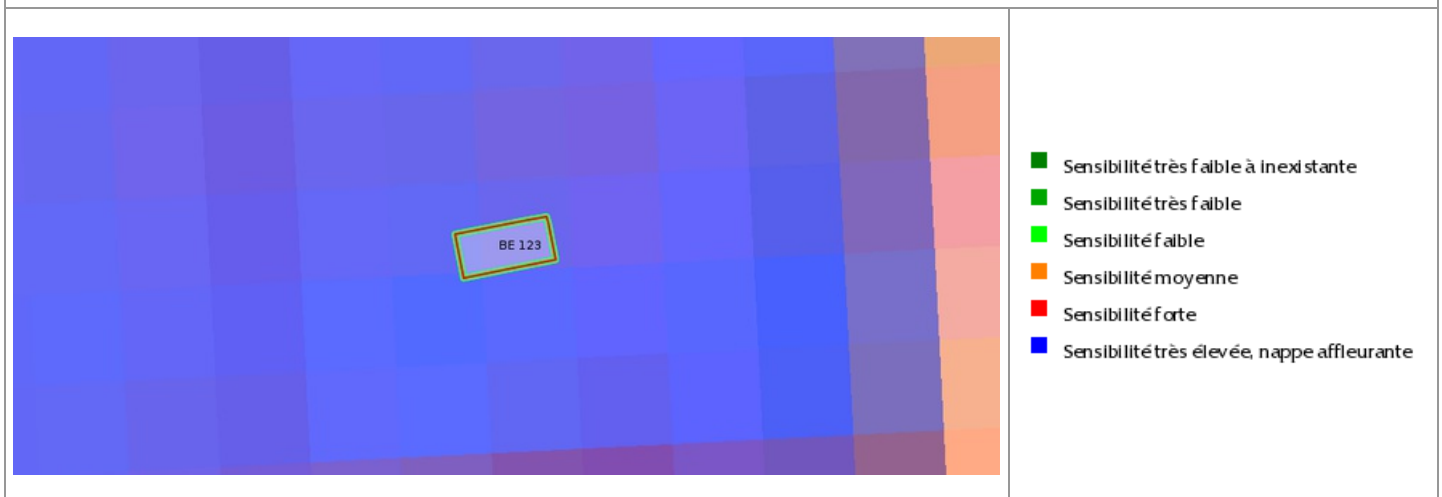 BE 123
Sensibilité très faible à inexistante
Sensibilité très faible
Sensibilité faible
Sensibilité moyenne
Sensibilité forte
Sensibilité très élevée, nappe affleurante